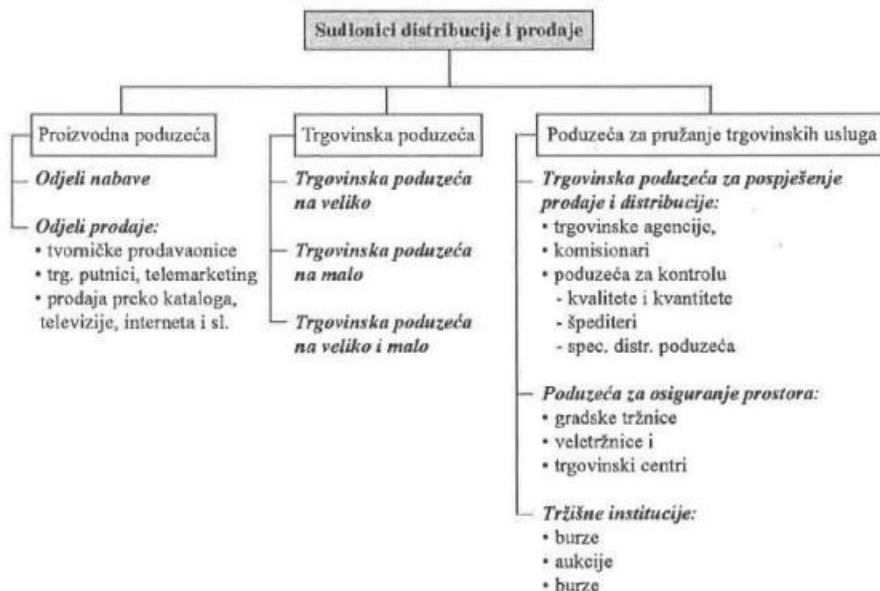 Sudionici distribucije i prodaje
Proizvodna poduzeća
Odjeli nabave
Odjeli prodaje:
• tvorničke prodavaonice
• trg. putnici, telemarketing
• prodaja preko kataloga,
televizije, interneta i sl.
Trgovinska poduzeća
Trgovinska poduzeća
na veliko
Trgovinska poduzeća
na malo
Trgovinska poduzeća
na veliko i malo
Poduzeća za pružanje trgovinskih usluga
Trgovinska poduzeća za pospješenje
prodaje i distribucije:
• trgovinske agencije,
• komisionari
• poduzeća za kontrolu
- kvalitete i kvantitete
- špediteri
- spec. distr. poduzeća
Poduzeća za osiguranje prostora:
• gradske tržnice
• veletržnice i
• trgovinski centri
Tržišne institucije:
• burze
• aukcije
• burze